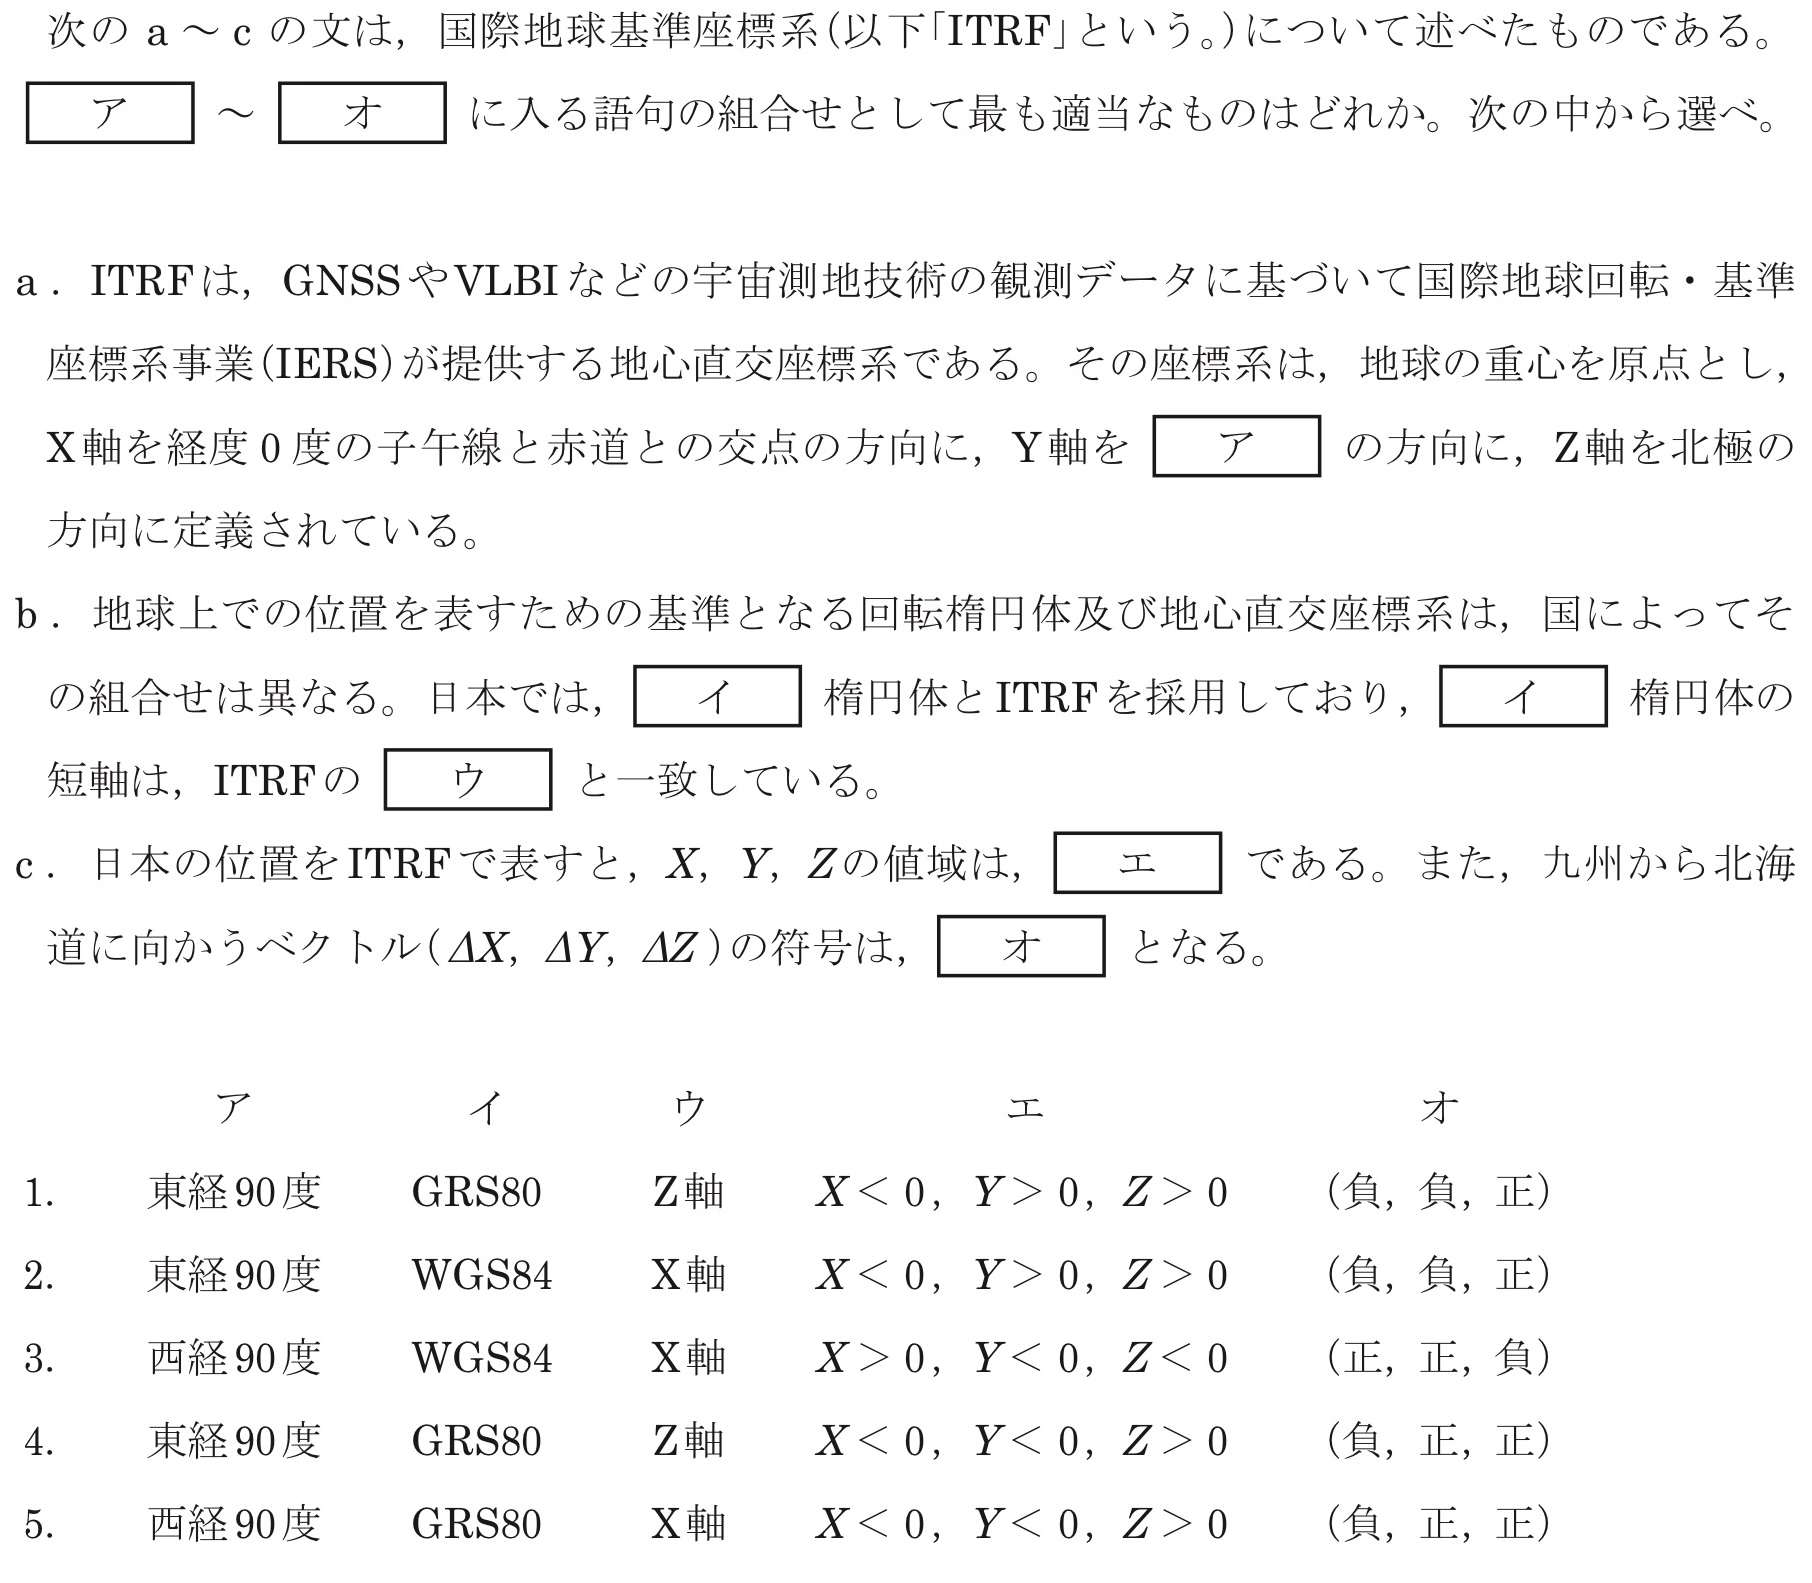 次の a ～ c の文は，国際地球基準座標系(以下「ITRF」という。)について述べたものである。
ア ～ オ に入る語句の組合せとして最も適当なものはどれか。次の中から選べ。
a．ITRFは，GNSSやVLBIなどの宇宙測地技術の観測データに基づいて国際地球回転・基準
座標系事業(IERS)が提供する地心直交座標系である。その座標系は，地球の重心を原点とし，
X軸を経度 0 度の子午線と赤道との交点の方向に，Y軸を ア の方向に，Z軸を北極の
方向に定義されている。
b．地球上での位置を表すための基準となる回転楕円体及び地心直交座標系は，国によってそ
の組合せは異なる。日本では， イ 楕円体とITRFを採用しており， イ 楕円体の
短軸は，ITRFの ウ と一致している。
c．日本の位置をITRFで表すと，X，Y，Zの値域は， エ である。また，九州から北海
道に向かうベクトル(ΔX，ΔY，ΔZ)の符号は， オ となる。
ア イ ウ エ オ
1. 東経90度 GRS80 Z軸 X＜0，Y＞0，Z＞0 （負，負，正）
2. 東経90度 WGS84 X軸 X＜0，Y＞0，Z＞0 （負，負，正）
3. 西経90度 WGS84 X軸 X＞0，Y＜0，Z＜0 （正，正，負）
4. 東経90度 GRS80 Z軸 X＜0，Y＜0，Z＞0 （負，正，正）
5. 西経90度 GRS80 X軸 X＜0，Y＜0，Z＞0 （負，正，正）